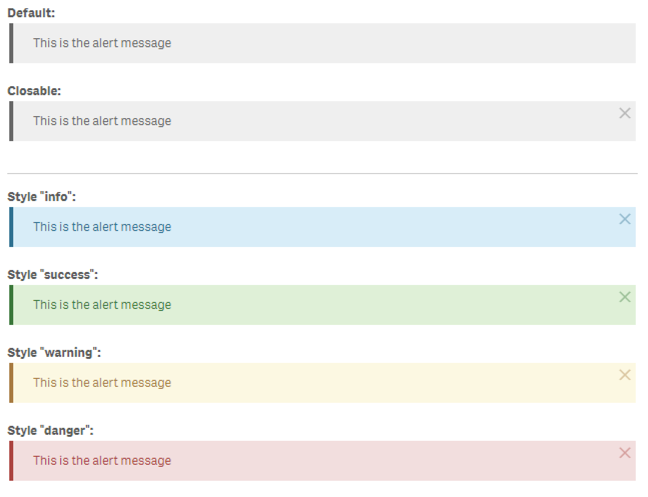 Default:
This is the alert message
Closable:
This is the alert message
Style "info":
This is the alert message
Style "success":
This is the alert message
Style "warning":
This is the alert message
Style "danger":
This is the alert message